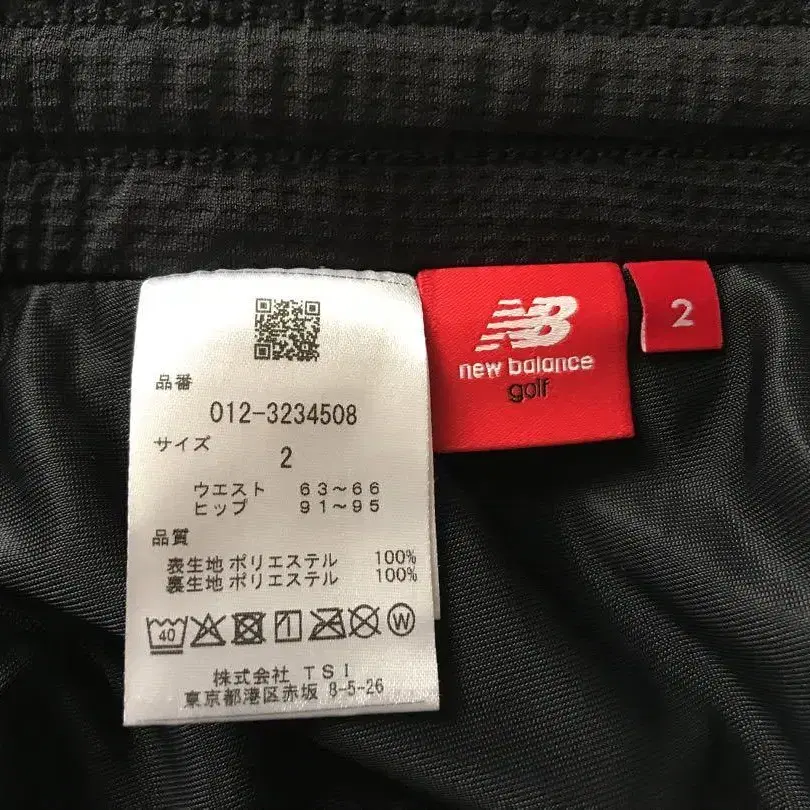 品番
012-3234508
サイズ
2
ウエスト 63～66
ヒップ 91～95
品質
表生地 ポリエステル 100%
裏生地 ポリエステル 100%
40
W
株式会社 TSI
東京都港区赤坂 8-5-26
NB
new balance
golf
2